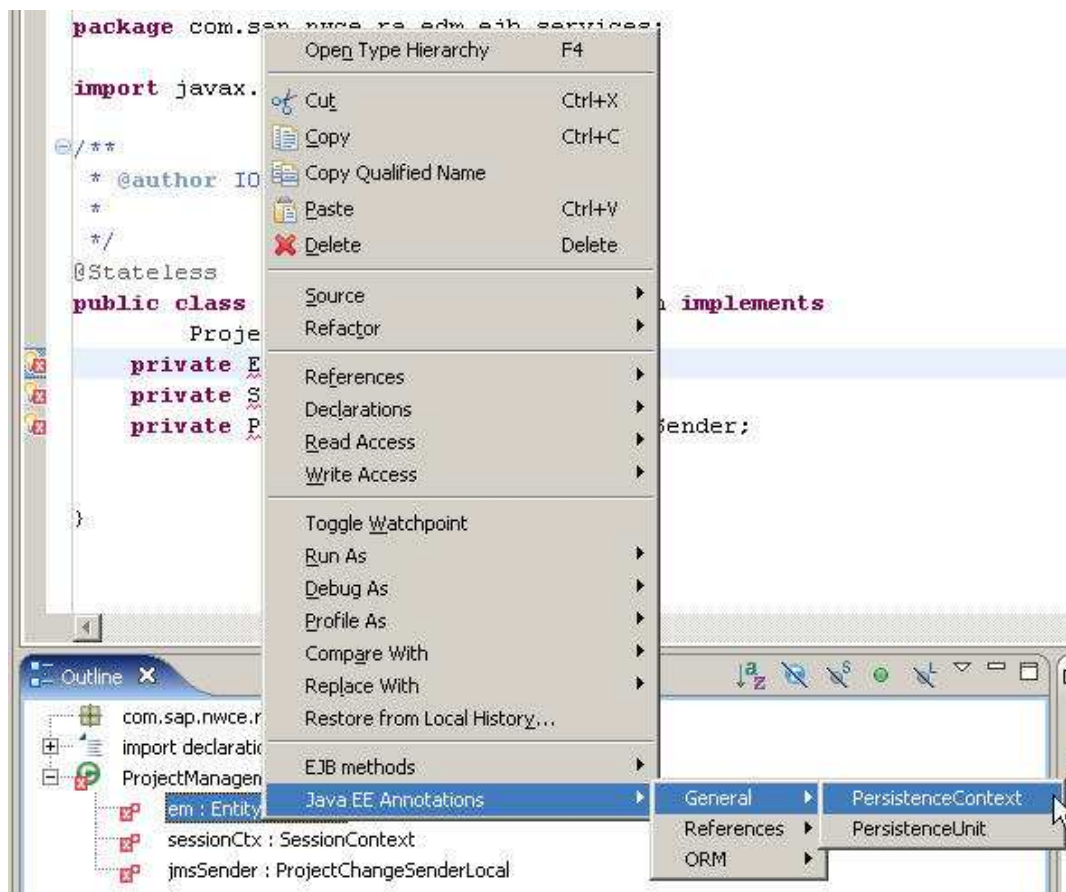 package com.sap.nwce.ra.edm.ejb.services;
import javax.
/**
* @author IO
*
*/
@Stateless
public class
implements
Proje
private E
private S
private P
Sender;
}
Open Type Hierarchy F4
Cut Ctrl+X
Copy Ctrl+C
Copy Qualified Name
Paste Ctrl+V
Delete Delete
Source
Refactor
References
Declarations
Read Access
Write Access
Toggle Watchpoint
Run As
Debug As
Profile As
Compare With
Replace With
Restore from Local History...
EJB methods
Java EE Annotations
General
References
ORM
PersistenceContext
PersistenceUnit
Outline
com.sap.nwce.r
import declaratio
ProjectManagem
em : Entity
sessionCtx : SessionContext
jmsSender : ProjectChangeSenderLocal